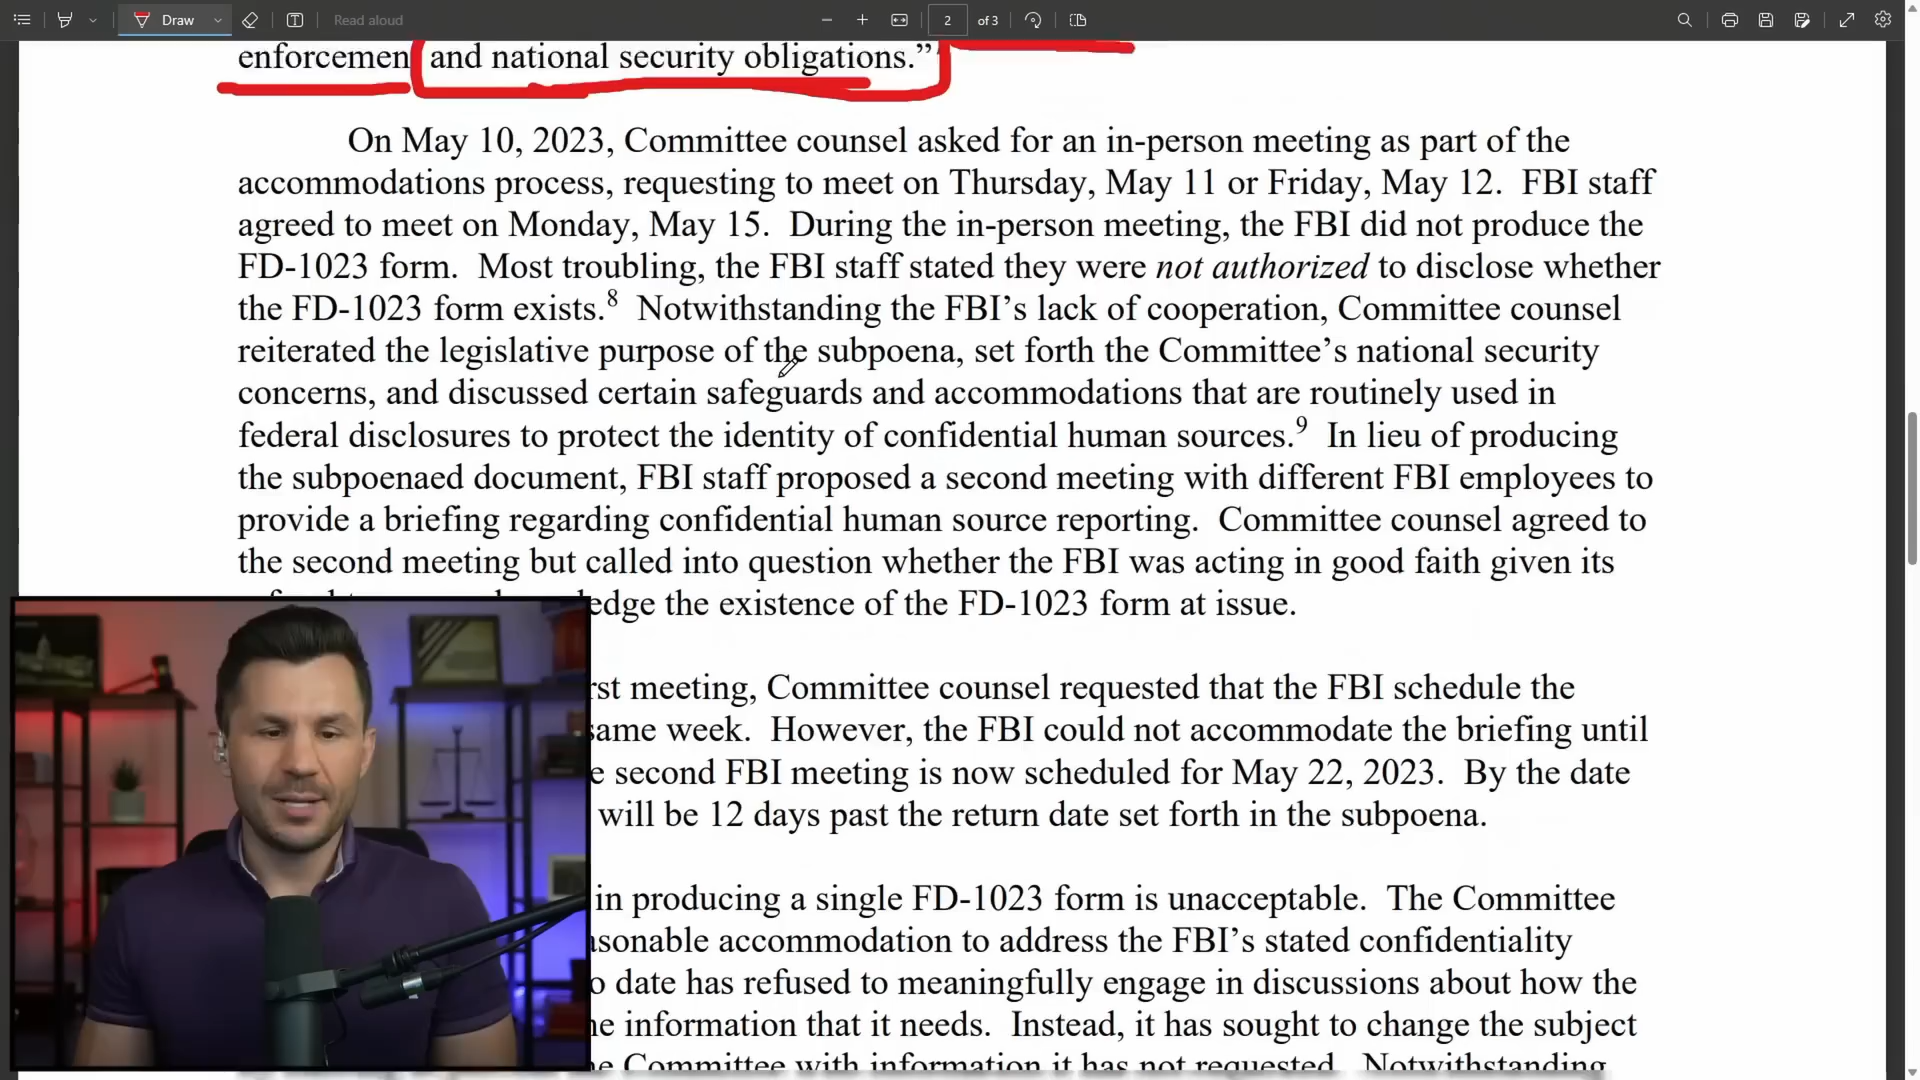 Draw
Read aloud
2 of 3
enforcemen and national security obligations.”
On May 10, 2023, Committee counsel asked for an in-person meeting as part of the
accommodations process, requesting to meet on Thursday, May 11 or Friday, May 12. FBI staff
agreed to meet on Monday, May 15. During the in-person meeting, the FBI did not produce the
FD-1023 form. Most troubling, the FBI staff stated they were not authorized to disclose whether
the FD-1023 form exists.8 Notwithstanding the FBI’s lack of cooperation, Committee counsel
reiterated the legislative purpose of the subpoena, set forth the Committee’s national security
concerns, and discussed certain safeguards and accommodations that are routinely used in
federal disclosures to protect the identity of confidential human sources.9 In lieu of producing
the subpoenaed document, FBI staff proposed a second meeting with different FBI employees to
provide a briefing regarding confidential human source reporting. Committee counsel agreed to
the second meeting but called into question whether the FBI was acting in good faith given its
edge the existence of the FD-1023 form at issue.
rst meeting, Committee counsel requested that the FBI schedule the
same week. However, the FBI could not accommodate the briefing until
e second FBI meeting is now scheduled for May 22, 2023. By the date
will be 12 days past the return date set forth in the subpoena.
in producing a single FD-1023 form is unacceptable. The Committee
asonable accommodation to address the FBI’s stated confidentiality
o date has refused to meaningfully engage in discussions about how the
he information that it needs. Instead, it has sought to change the subject
he Committee with information it has not requested. Notwithstanding